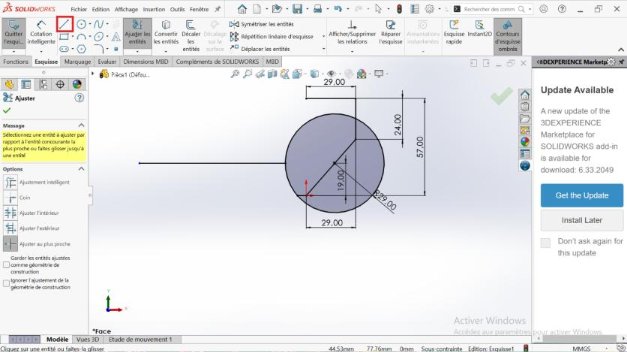 SOLIDWORKS
Fichier Edition Affichage Insertion Outils
Esquis...
Rechercher des comman
Quitter l'esqui...
Cotation intelligente
Ajuster les entités
Convertir les entités
Décaler les entités
Décaler sur la surface
Symétriser les entités
Répétition linéaire d'esquisse
Déplacer les entités
Afficher/Supprimer les relations
Réparer l'esquisse
Esquisse rapide
Instant2D
Contours d'esquisse ombrés
Fonctions Esquisse Marquage Evaluer Dimensions MBD Compléments de SOLIDWORKS MBD
Pièce1 (Défau...
Ajuster
Message
Sélectionnez une entité à ajuster par
rapport à l'entité concourante la
plus proche ou faites glisser jusqu'à
une entité
Options
Ajustement intelligent
Coin
Ajuster à l'intérieur
Ajuster à l'extérieur
Ajuster au plus proche
Garder les entités ajustées
comme géométrie de
construction
Ignorer l'ajustement de la
géométrie de construction
29.00
24.00
57.00
19.00
R29.00
29.00
*Face
3DEXPERIENCE Marketp...
Update Available
A new update of the
3DEXPERIENCE
Marketplace for
SOLIDWORKS add-in
is available for
download: 6.33.2049
Get the Update
Install Later
Don't ask again for
this update
Activer Windows
Accédez aux paramètres pour activer Windows.
Modèle Vues 3D Etude de mouvement 1
Cliquez sur une entité ou faites-la glisser
44.53mm 77.76mm 0mm Sous-contrainte Edition: Esquisse1 MMGS